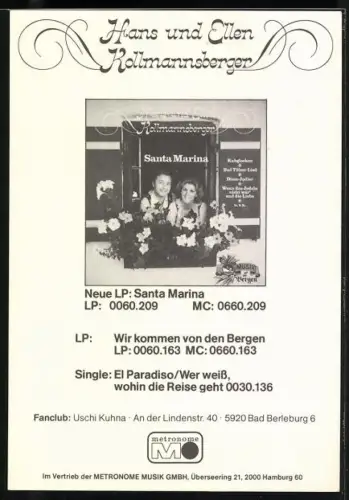 Hans und Ellen
Kollmannsberger
Kollmannsberger
Santa Marina
Neue LP: Santa Marina
LP: 0060.209 MC: 0660.209
LP: Wir kommen von den Bergen
LP: 0060.163 MC: 0660.163
Single: El Paradiso/Wer weiß,
wohin die Reise geht 0030.136
Fanclub: Uschi Kuhna · An der Lindenstr. 40 · 5920 Bad Berleburg 6
metronome
Im Vertrieb der METRONOME MUSIK GMBH, Überseering 21, 2000 Hamburg 60